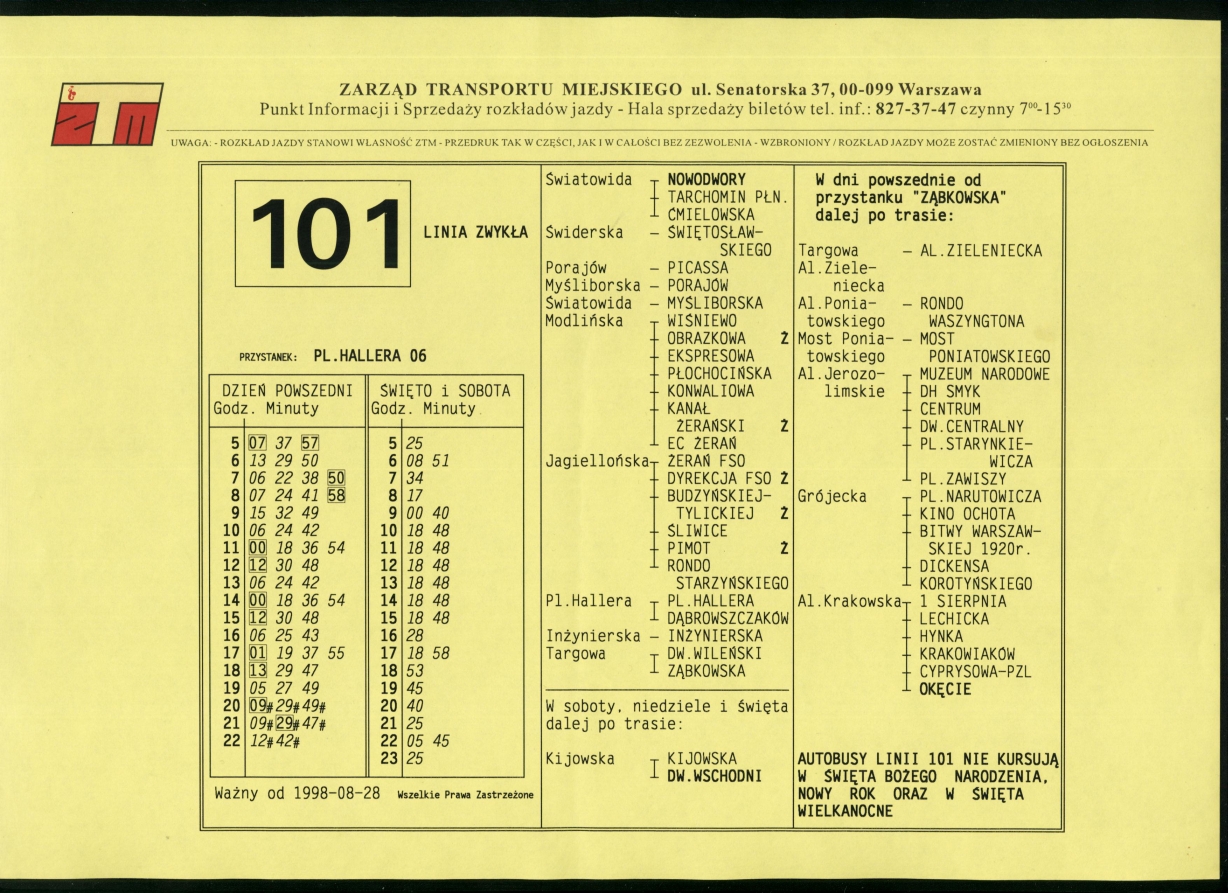 ZTM
ZARZĄD TRANSPORTU MIEJSKIEGO ul. Senatorska 37, 00-099 Warszawa
Punkt Informacji i Sprzedaży rozkładów jazdy - Hala sprzedaży biletów tel. inf.: 827-37-47 czynny 7⁰⁰-15³⁰
UWAGA: - ROZKŁAD JAZDY STANOWI WŁASNOŚĆ ZTM - PRZEDRUK TAK W CZĘŚCI, JAK I W CAŁOŚCI BEZ ZEZWOLENIA - WZBRONIONY / ROZKŁAD JAZDY MOŻE ZOSTAĆ ZMIENIONY BEZ OGŁOSZENIA
101
LINIA ZWYKŁA
PRZYSTANEK: PL.HALLERA 06
DZIEŃ POWSZEDNI
Godz. Minuty
5 07 37 57
6 13 29 50
7 06 22 38 50
8 07 24 41 58
9 15 32 49
10 06 24 42
11 00 18 36 54
12 12 30 48
13 06 24 42
14 00 18 36 54
15 12 30 48
16 06 25 43
17 01 19 37 55
18 13 29 47
19 05 27 49
20 09# 29# 49#
21 09# 29# 47#
22 12# 42#
ŚWIĘTO i SOBOTA
Godz. Minuty
5 25
6 08 51
7 34
8 17
9 00 40
10 18 48
11 18 48
12 18 48
13 18 48
14 18 48
15 18 48
16 28
17 18 58
18 53
19 45
20 40
21 25
22 05 45
23 25
Ważny od 1998-08-28 Wszelkie Prawa Zastrzeżone
Światowida NOWODWORY
TARCHOMIN PŁN.
ĆMIELOWSKA
Świderska – ŚWIĘTOSŁAW-
SKIEGO
Porajów – PICASSA
Myśliborska – PORAJÓW
Światowida – MYŚLIBORSKA
Modlińska WIŚNIEWO
OBRAZKOWA Ż
EKSPRESOWA
PŁOCHOCIŃSKA
KONWALIOWA
KANAŁ
ŻERAŃSKI Ż
EC ŻERAŃ
Jagiellońska ŻERAŃ FSO
DYREKCJA FSO Ż
BUDZYŃSKIEJ-
TYLICKIEJ Ż
ŚLIWICE
PIMOT Ż
RONDO
STARZYŃSKIEGO
Pl.Hallera PL.HALLERA
DĄBROWSZCZAKÓW
Inżynierska – INŻYNIERSKA
Targowa DW.WILEŃSKI
ZĄBKOWSKA
W soboty, niedziele i święta
dalej po trasie:
Kijowska KIJOWSKA
DW.WSCHODNI
W dni powszednie od
przystanku "ZĄBKOWSKA"
dalej po trasie:
Targowa – AL.ZIELENIECKA
Al.Ziele-
niecka
Al.Ponia- – RONDO
towskiego WASZYNGTONA
Most Ponia- – MOST
towskiego PONIATOWSKIEGO
Al.Jerozo- MUZEUM NARODOWE
limskie DH SMYK
CENTRUM
DW.CENTRALNY
PL.STARYNKIE-
WICZA
PL.ZAWISZY
Grójecka PL.NARUTOWICZA
KINO OCHOTA
BITWY WARSZAW-
SKIEJ 1920r.
DICKENSA
KOROTYŃSKIEGO
Al.Krakowska 1 SIERPNIA
LECHICKA
HYNKA
KRAKOWIAKÓW
CYPRYSOWA-PZL
OKĘCIE
AUTOBUSY LINII 101 NIE KURSUJĄ
W ŚWIĘTA BOŻEGO NARODZENIA,
NOWY ROK ORAZ W ŚWIĘTA
WIELKANOCNE